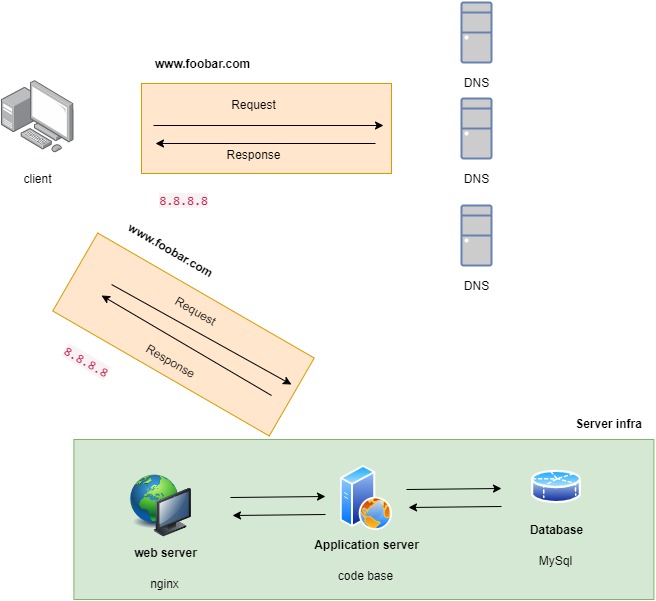 www.foobar.com
Request
Response
8.8.8.8
client
DNS
DNS
DNS
www.foobar.com
Request
Response
8.8.8.8
Server infra
web server
nginx
Application server
code base
Database
MySql